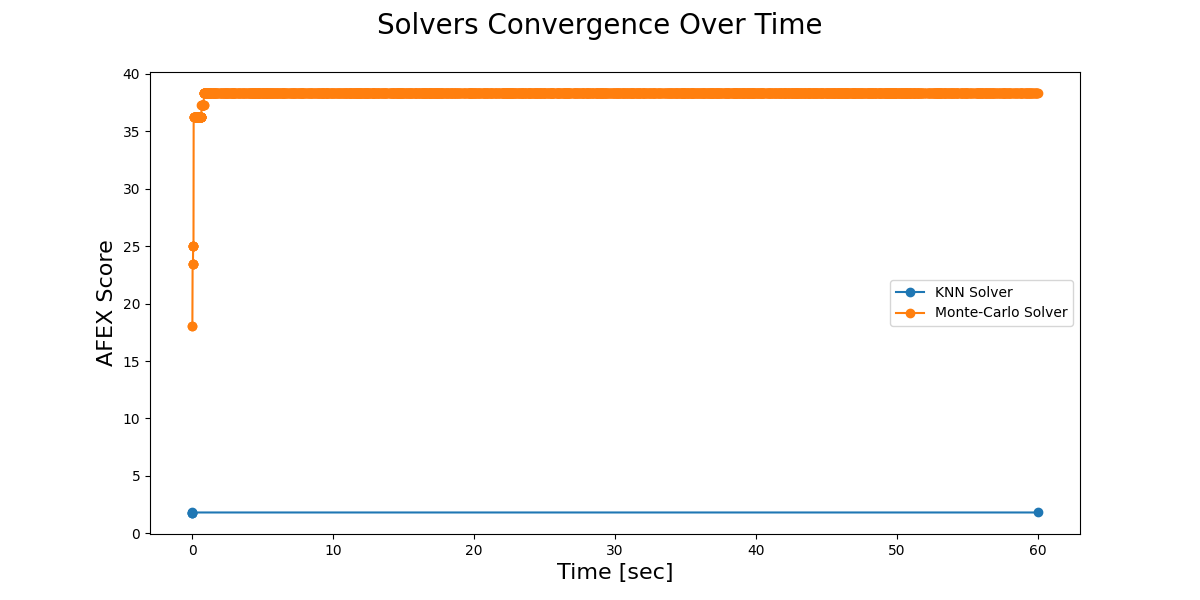 Solvers Convergence Over Time
AFEX Score
40
35
30
25
20
15
10
5
0
KNN Solver
Monte-Carlo Solver
0 10 20 30 40 50 60
Time [sec]